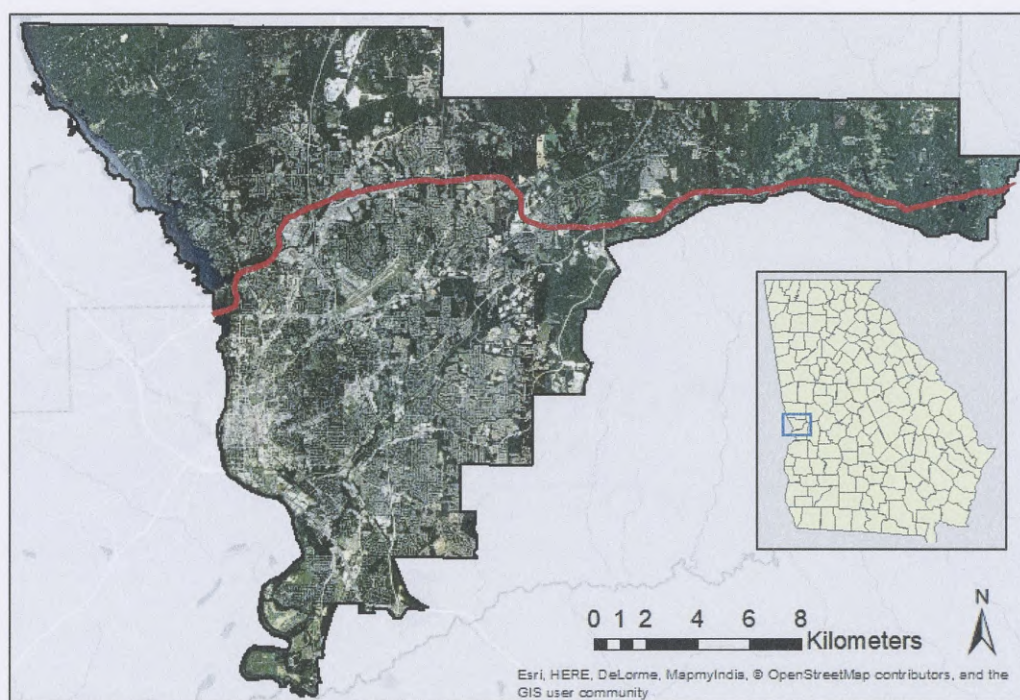 N
0 1 2 4 6 8
Kilometers
Esri, HERE, DeLorme, MapmyIndia, © OpenStreetMap contributors, and the
GIS user community